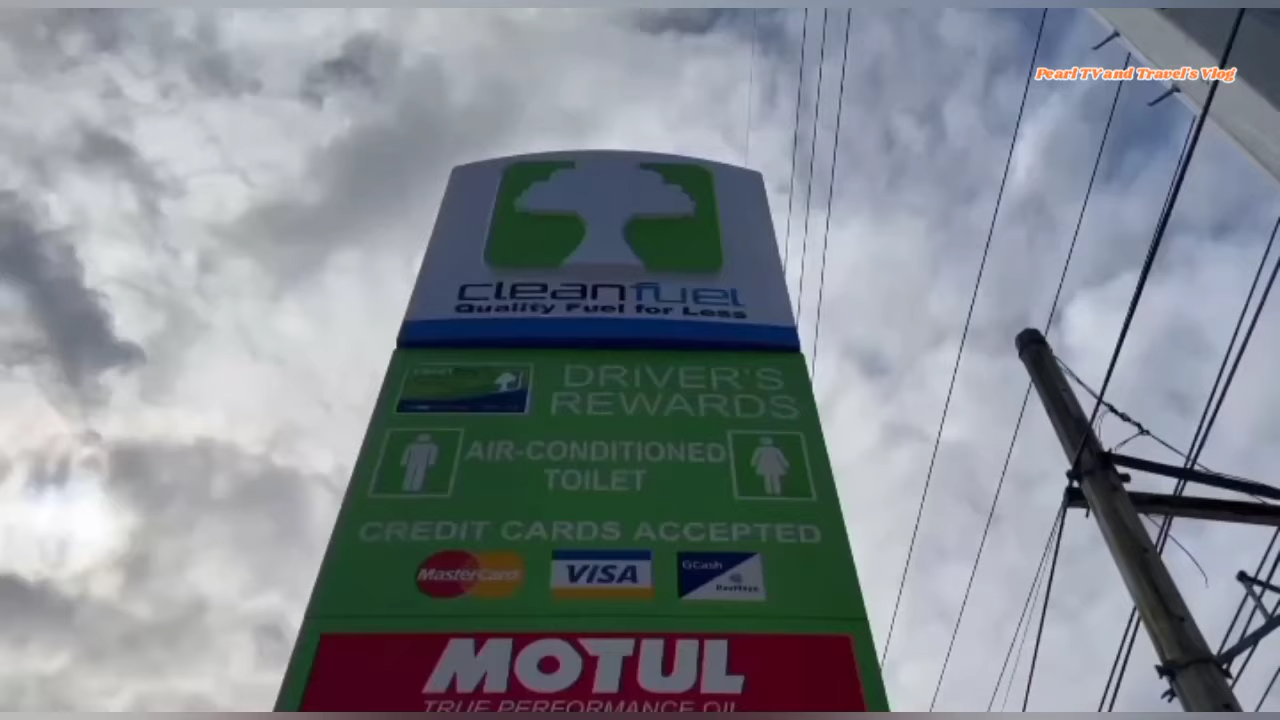 Pearl TV and Travel's Vlog
cleanfuel
Quality Fuel for Less
DRIVER'S
REWARDS
AIR-CONDITIONED
TOILET
CREDIT CARDS ACCEPTED
MasterCard
VISA
GCash
MOTUL
TRUE PERFORMANCE OIL